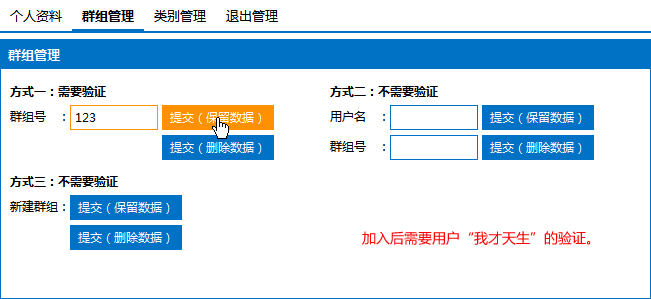 个人资料 群组管理 类别管理 退出管理
群组管理
方式一：需要验证
群组号 ：123 提交（保留数据）
提交（删除数据）
方式二：不需要验证
用户名 ： 提交（保留数据）
群组号 ： 提交（删除数据）
方式三：不需要验证
新建群组：提交（保留数据）
提交（删除数据）
加入后需要用户“我才天生”的验证。